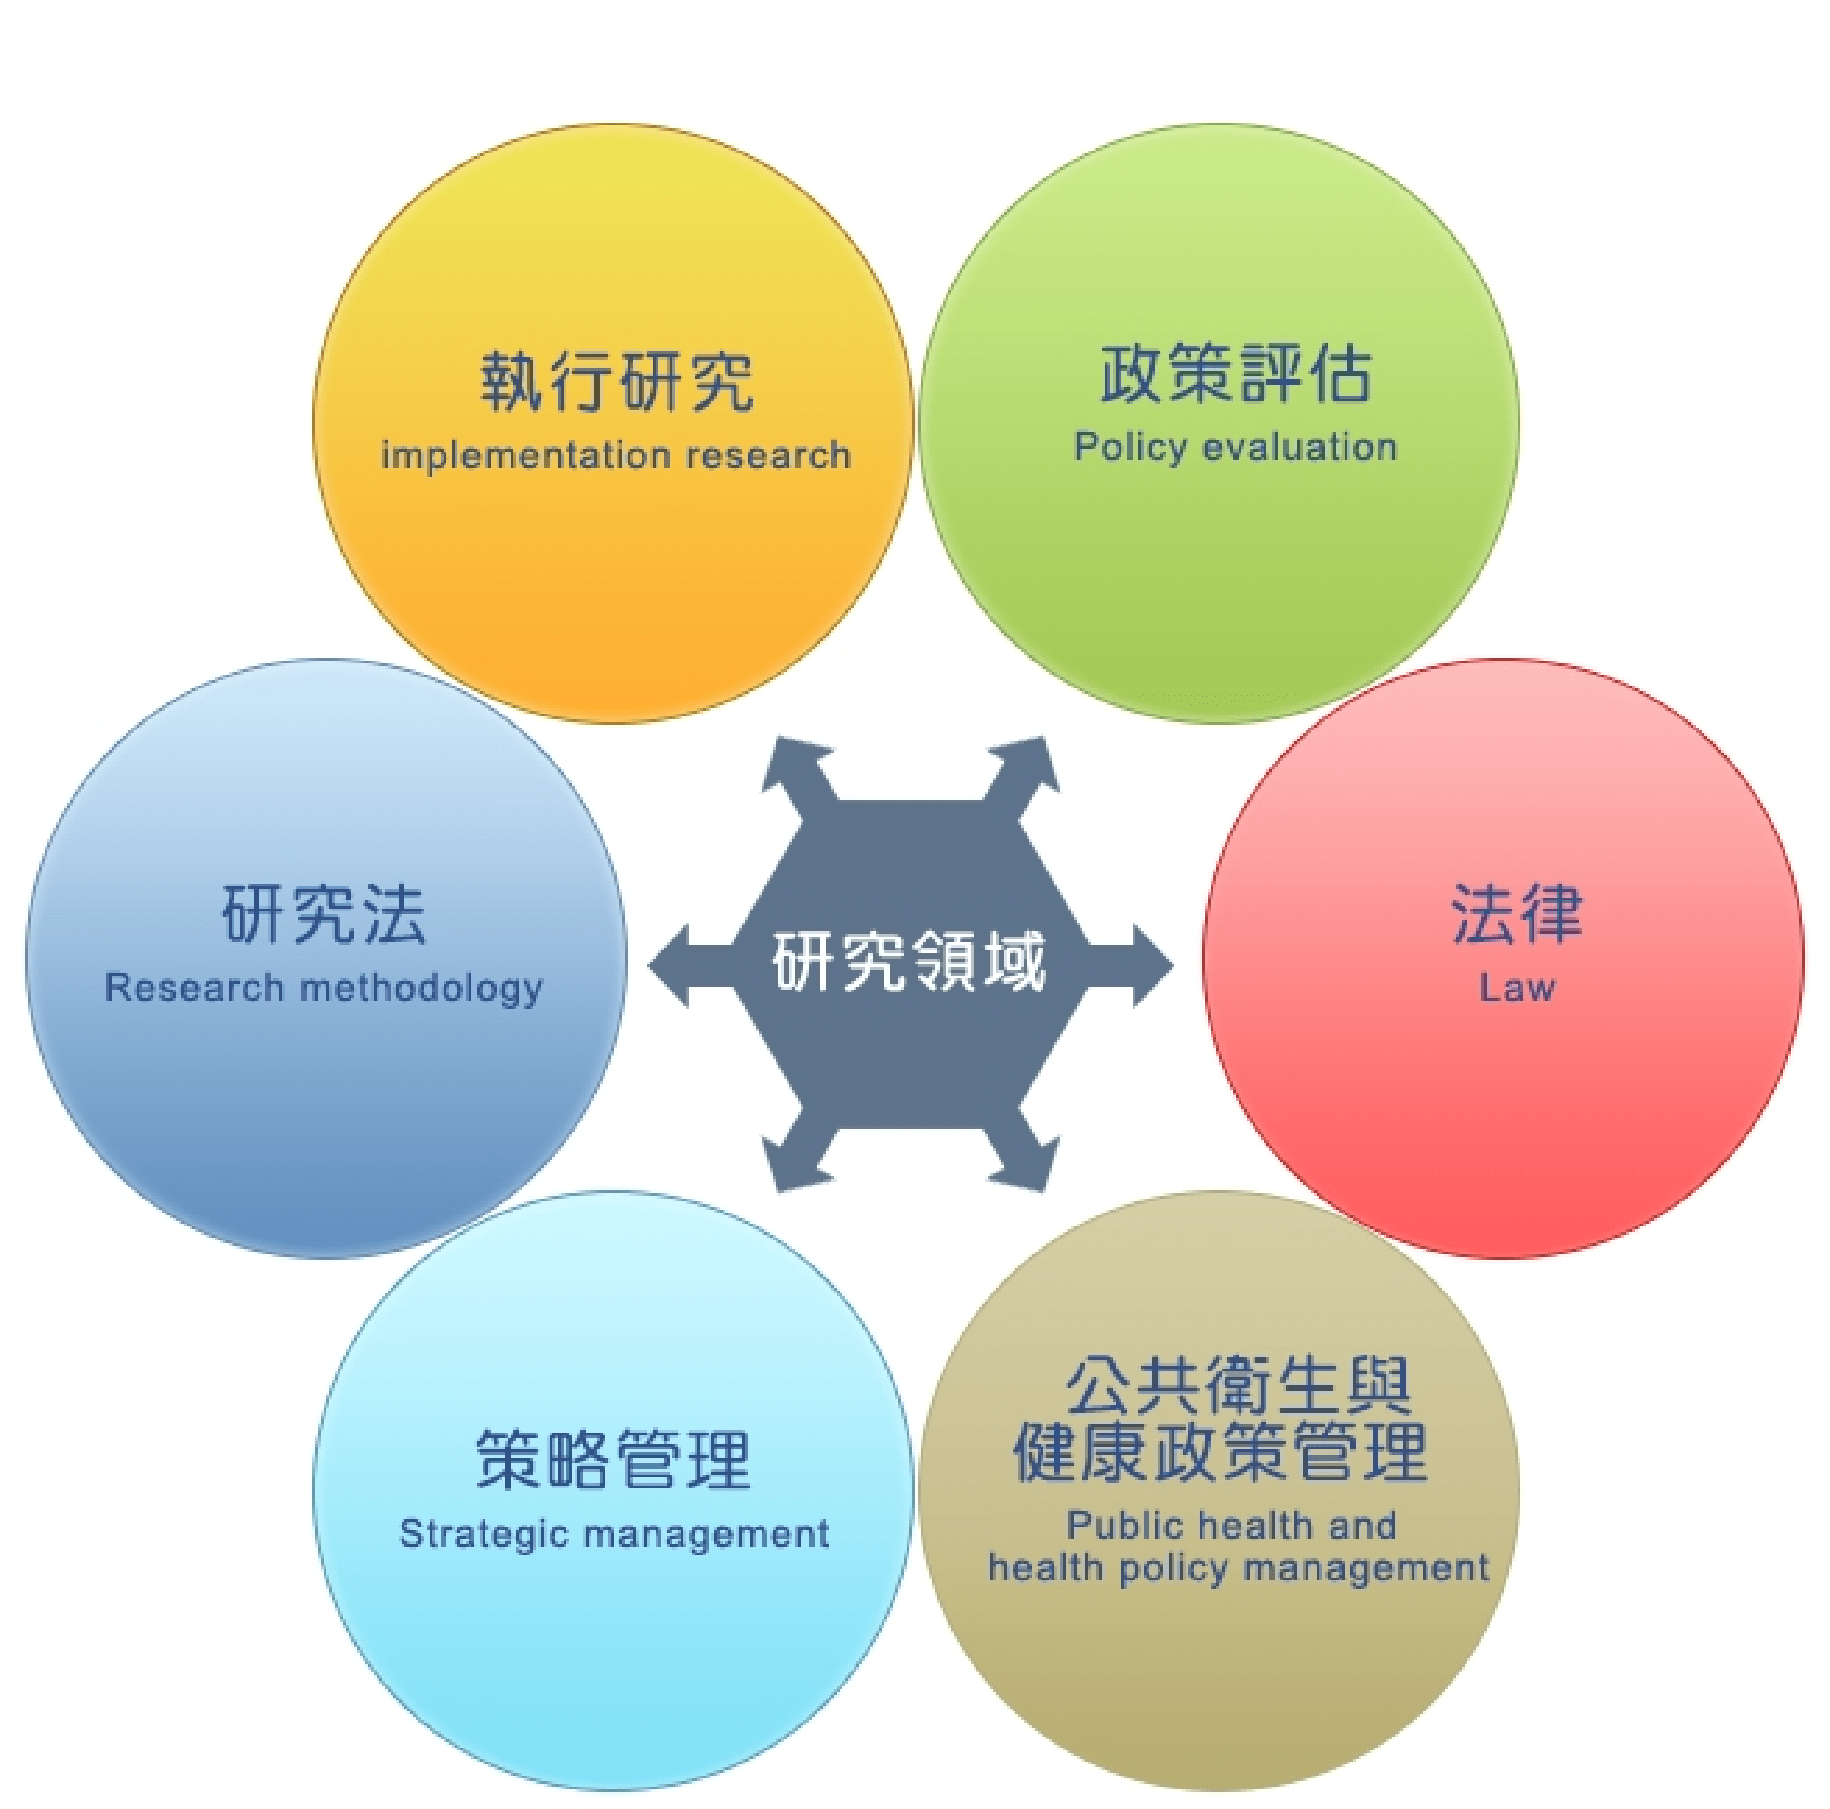 執行研究
implementation research
政策評估
Policy evaluation
研究法
Research methodology
研究領域
法律
Law
策略管理
Strategic management
公共衛生與
健康政策管理
Public health and
health policy management